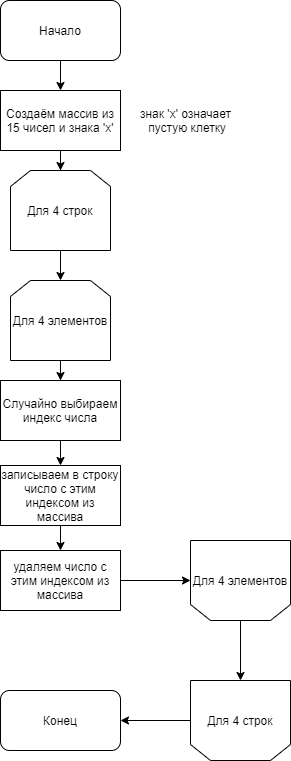 Начало
Создаём массив из
15 чисел и знака 'x'
знак 'x' означает
пустую клетку
Для 4 строк
Для 4 элементов
Случайно выбираем
индекс числа
записываем в строку
число с этим
индексом из
массива
удаляем число с
этим индексом из
массива
Для 4 элементов
Для 4 строк
Конец